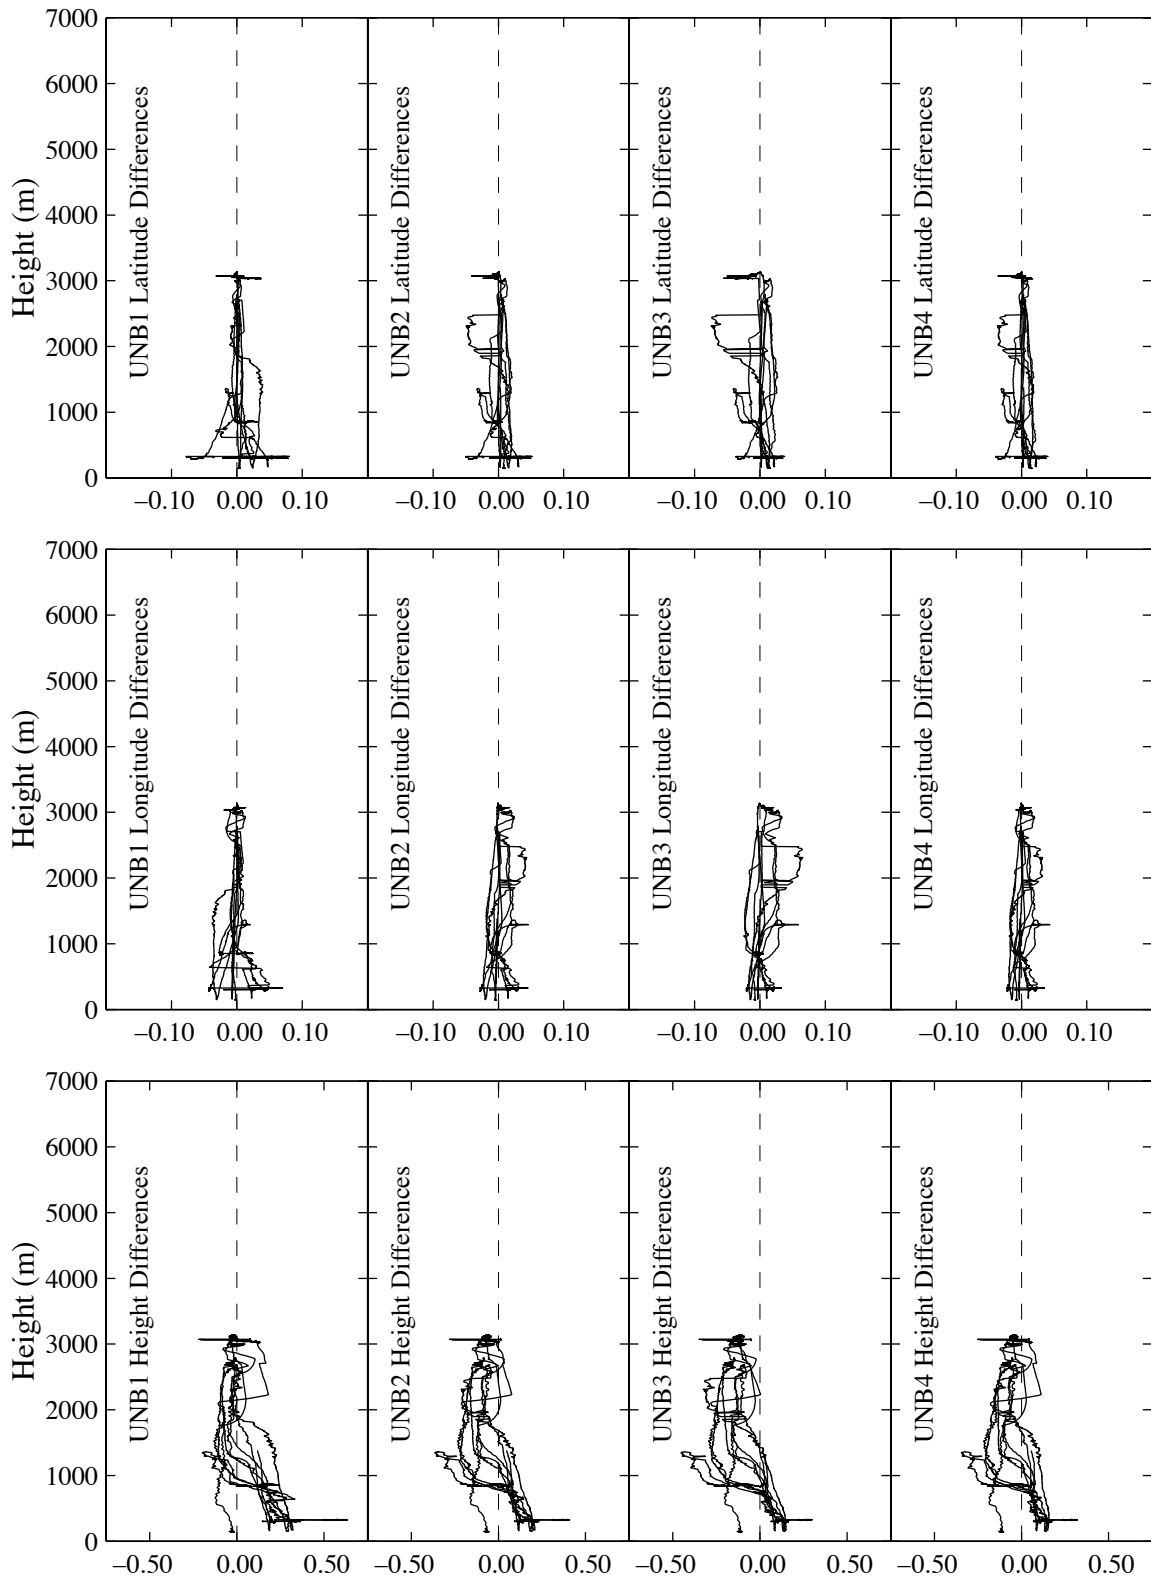 7000
6000
5000
4000
3000
2000
1000
0
Height (m)
UNB1 Latitude Differences
UNB2 Latitude Differences
UNB3 Latitude Differences
UNB4 Latitude Differences
−0.10 0.00 0.10 −0.10 0.00 0.10 −0.10 0.00 0.10 −0.10 0.00 0.10
7000
6000
5000
4000
3000
2000
1000
0
Height (m)
UNB1 Longitude Differences
UNB2 Longitude Differences
UNB3 Longitude Differences
UNB4 Longitude Differences
−0.10 0.00 0.10 −0.10 0.00 0.10 −0.10 0.00 0.10 −0.10 0.00 0.10
7000
6000
5000
4000
3000
2000
1000
0
Height (m)
UNB1 Height Differences
UNB2 Height Differences
UNB3 Height Differences
UNB4 Height Differences
−0.50 0.00 0.50 −0.50 0.00 0.50 −0.50 0.00 0.50 −0.50 0.00 0.50